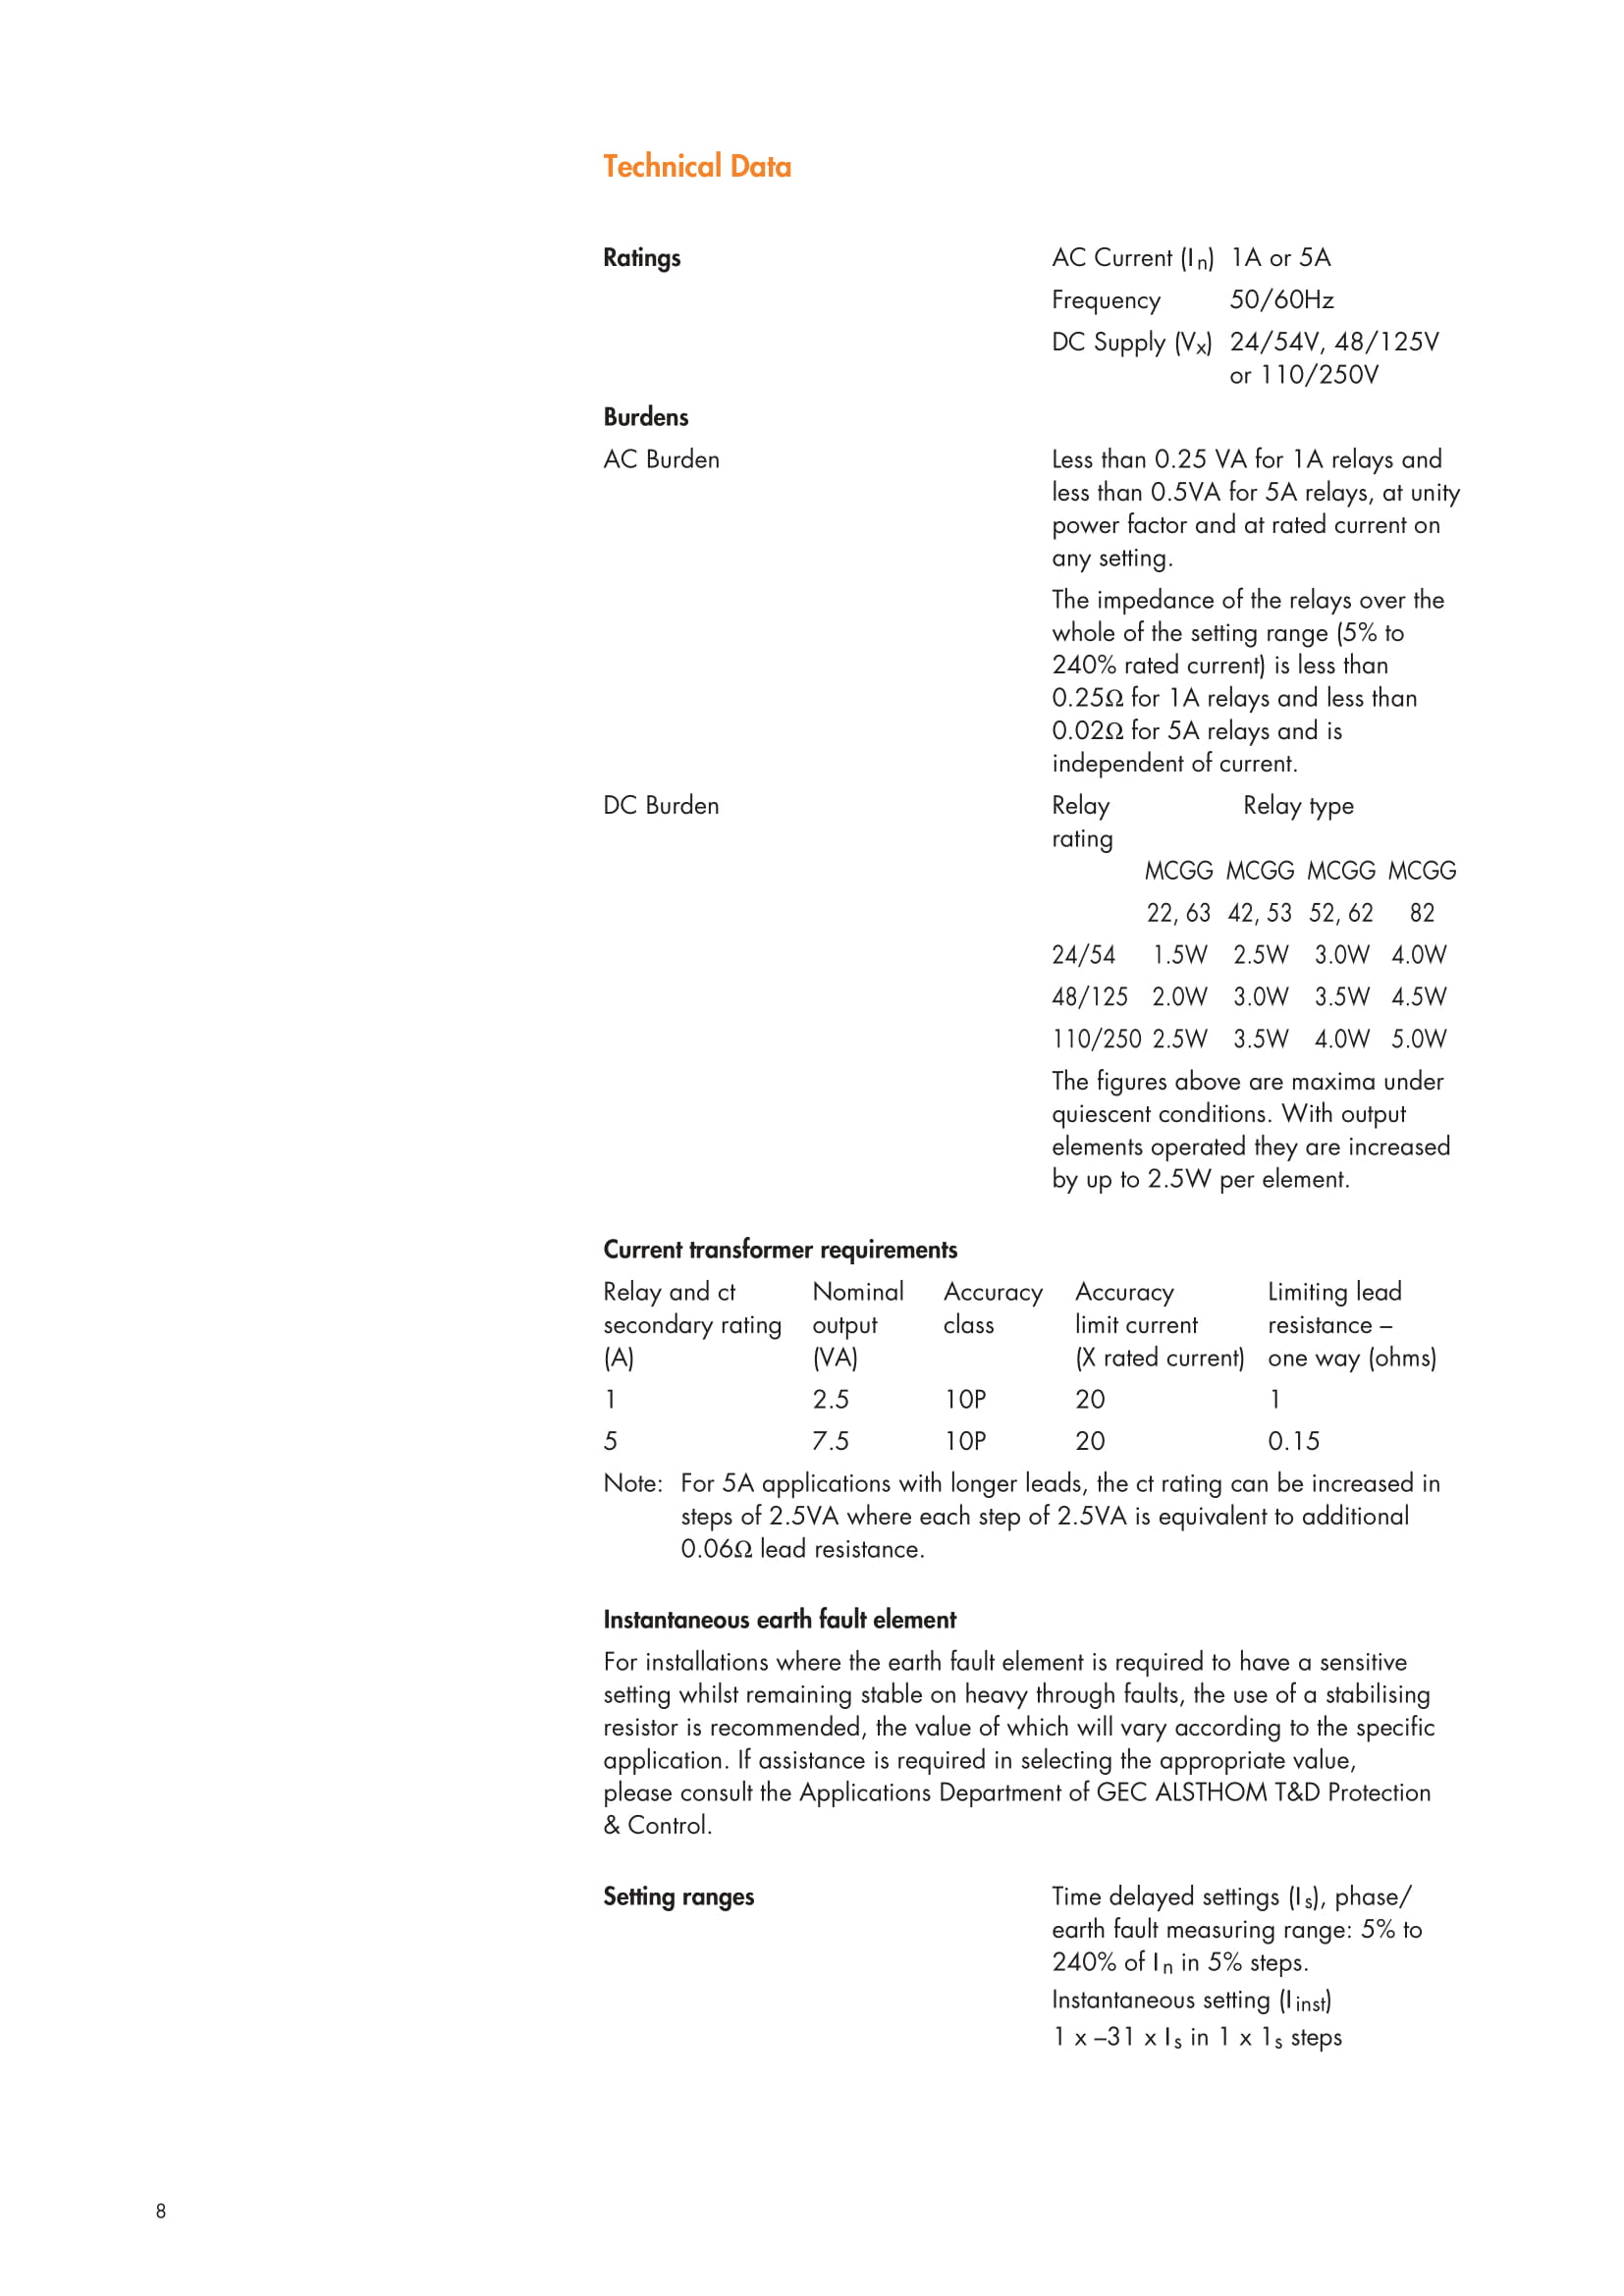 Technical Data
Ratings
AC Current (In) 1A or 5A
Frequency 50/60Hz
DC Supply (Vx) 24/54V, 48/125V
or 110/250V
Burdens
AC Burden
Less than 0.25 VA for 1A relays and
less than 0.5VA for 5A relays, at unity
power factor and at rated current on
any setting.
The impedance of the relays over the
whole of the setting range (5% to
240% rated current) is less than
0.25Ω for 1A relays and less than
0.02Ω for 5A relays and is
independent of current.
DC Burden
Relay Relay type
rating
MCGG MCGG MCGG MCGG
22, 63 42, 53 52, 62 82
24/54 1.5W 2.5W 3.0W 4.0W
48/125 2.0W 3.0W 3.5W 4.5W
110/250 2.5W 3.5W 4.0W 5.0W
The figures above are maxima under
quiescent conditions. With output
elements operated they are increased
by up to 2.5W per element.
Current transformer requirements
Relay and ct Nominal Accuracy Accuracy Limiting lead
secondary rating output class limit current resistance –
(A) (VA) (X rated current) one way (ohms)
1 2.5 10P 20 1
5 7.5 10P 20 0.15
Note: For 5A applications with longer leads, the ct rating can be increased in
steps of 2.5VA where each step of 2.5VA is equivalent to additional
0.06Ω lead resistance.
Instantaneous earth fault element
For installations where the earth fault element is required to have a sensitive
setting whilst remaining stable on heavy through faults, the use of a stabilising
resistor is recommended, the value of which will vary according to the specific
application. If assistance is required in selecting the appropriate value,
please consult the Applications Department of GEC ALSTHOM T&D Protection
& Control.
Setting ranges
Time delayed settings (Is), phase/
earth fault measuring range: 5% to
240% of In in 5% steps.
Instantaneous setting (Iinst)
1 x –31 x Is in 1 x 1s steps
8